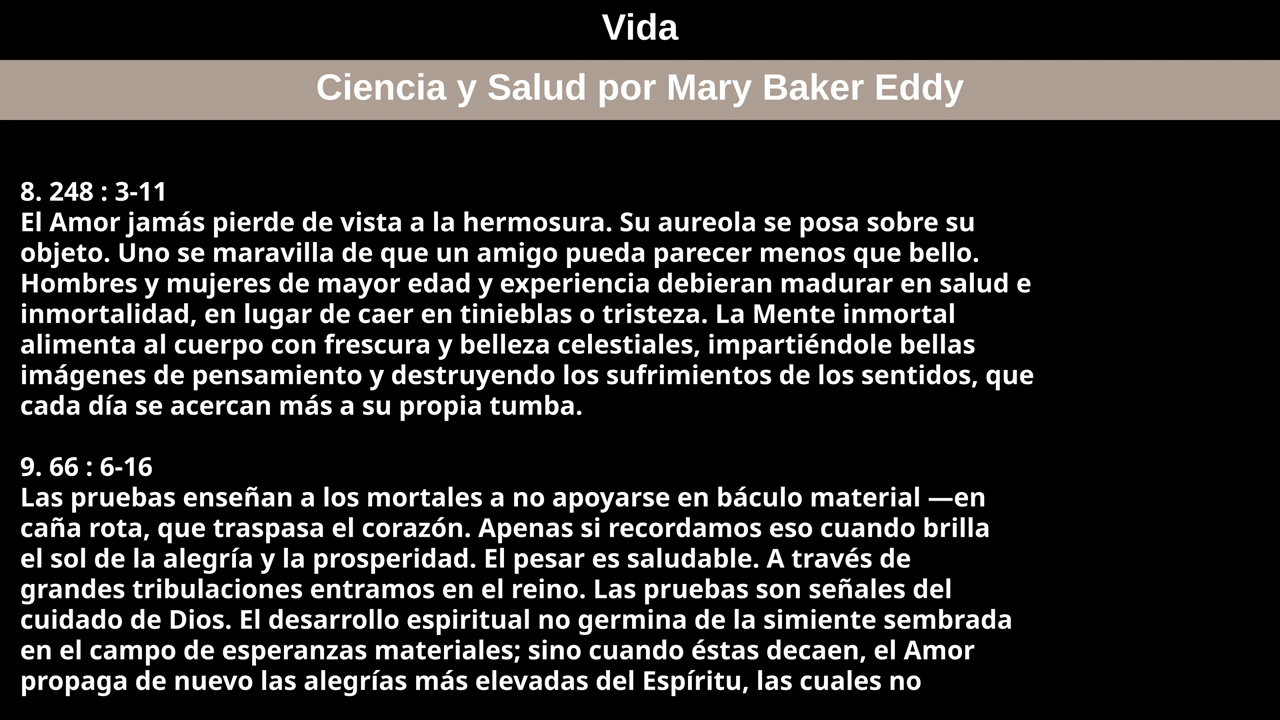 Vida
Ciencia y Salud por Mary Baker Eddy
8. 248 : 3-11
El Amor jamás pierde de vista a la hermosura. Su aureola se posa sobre su
objeto. Uno se maravilla de que un amigo pueda parecer menos que bello.
Hombres y mujeres de mayor edad y experiencia debieran madurar en salud e
inmortalidad, en lugar de caer en tinieblas o tristeza. La Mente inmortal
alimenta al cuerpo con frescura y belleza celestiales, impartiéndole bellas
imágenes de pensamiento y destruyendo los sufrimientos de los sentidos, que
cada día se acercan más a su propia tumba.
9. 66 : 6-16
Las pruebas enseñan a los mortales a no apoyarse en báculo material —en
caña rota, que traspasa el corazón. Apenas si recordamos eso cuando brilla
el sol de la alegría y la prosperidad. El pesar es saludable. A través de
grandes tribulaciones entramos en el reino. Las pruebas son señales del
cuidado de Dios. El desarrollo espiritual no germina de la simiente sembrada
en el campo de esperanzas materiales; sino cuando éstas decaen, el Amor
propaga de nuevo las alegrías más elevadas del Espíritu, las cuales no